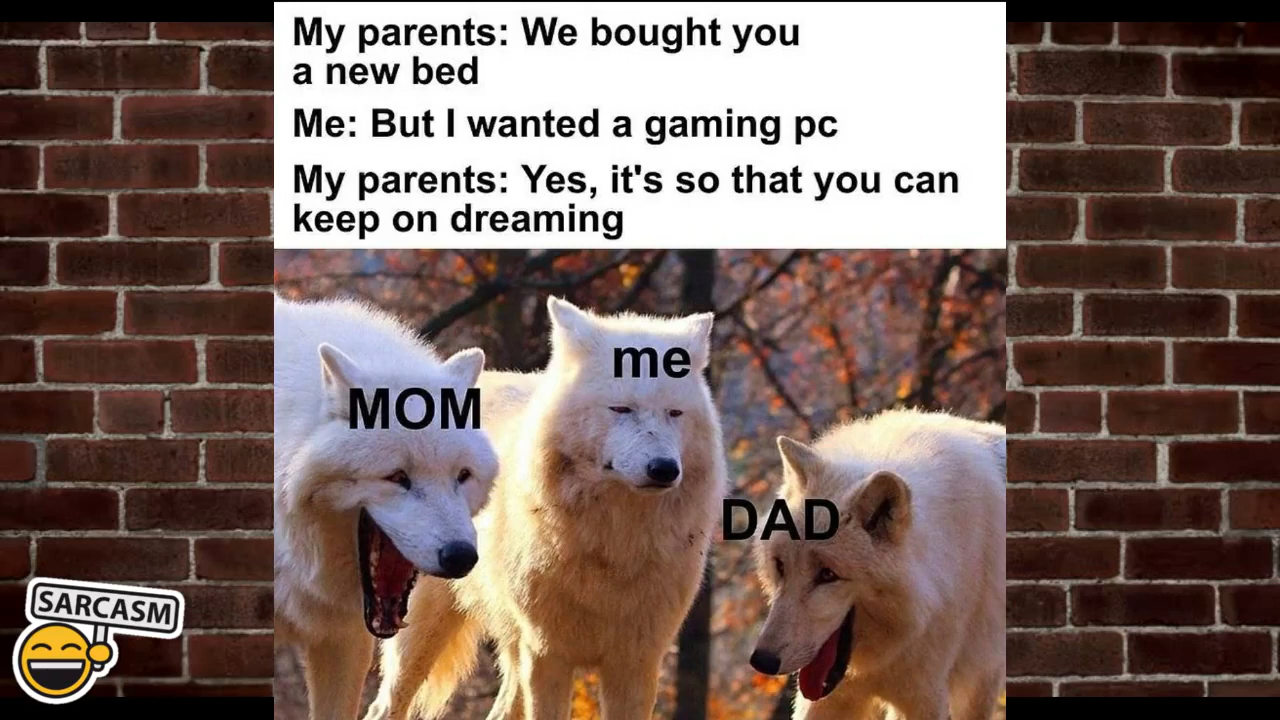 My parents: We bought you
a new bed
Me: But I wanted a gaming pc
My parents: Yes, it's so that you can
keep on dreaming
me
MOM
DAD
SARCASM